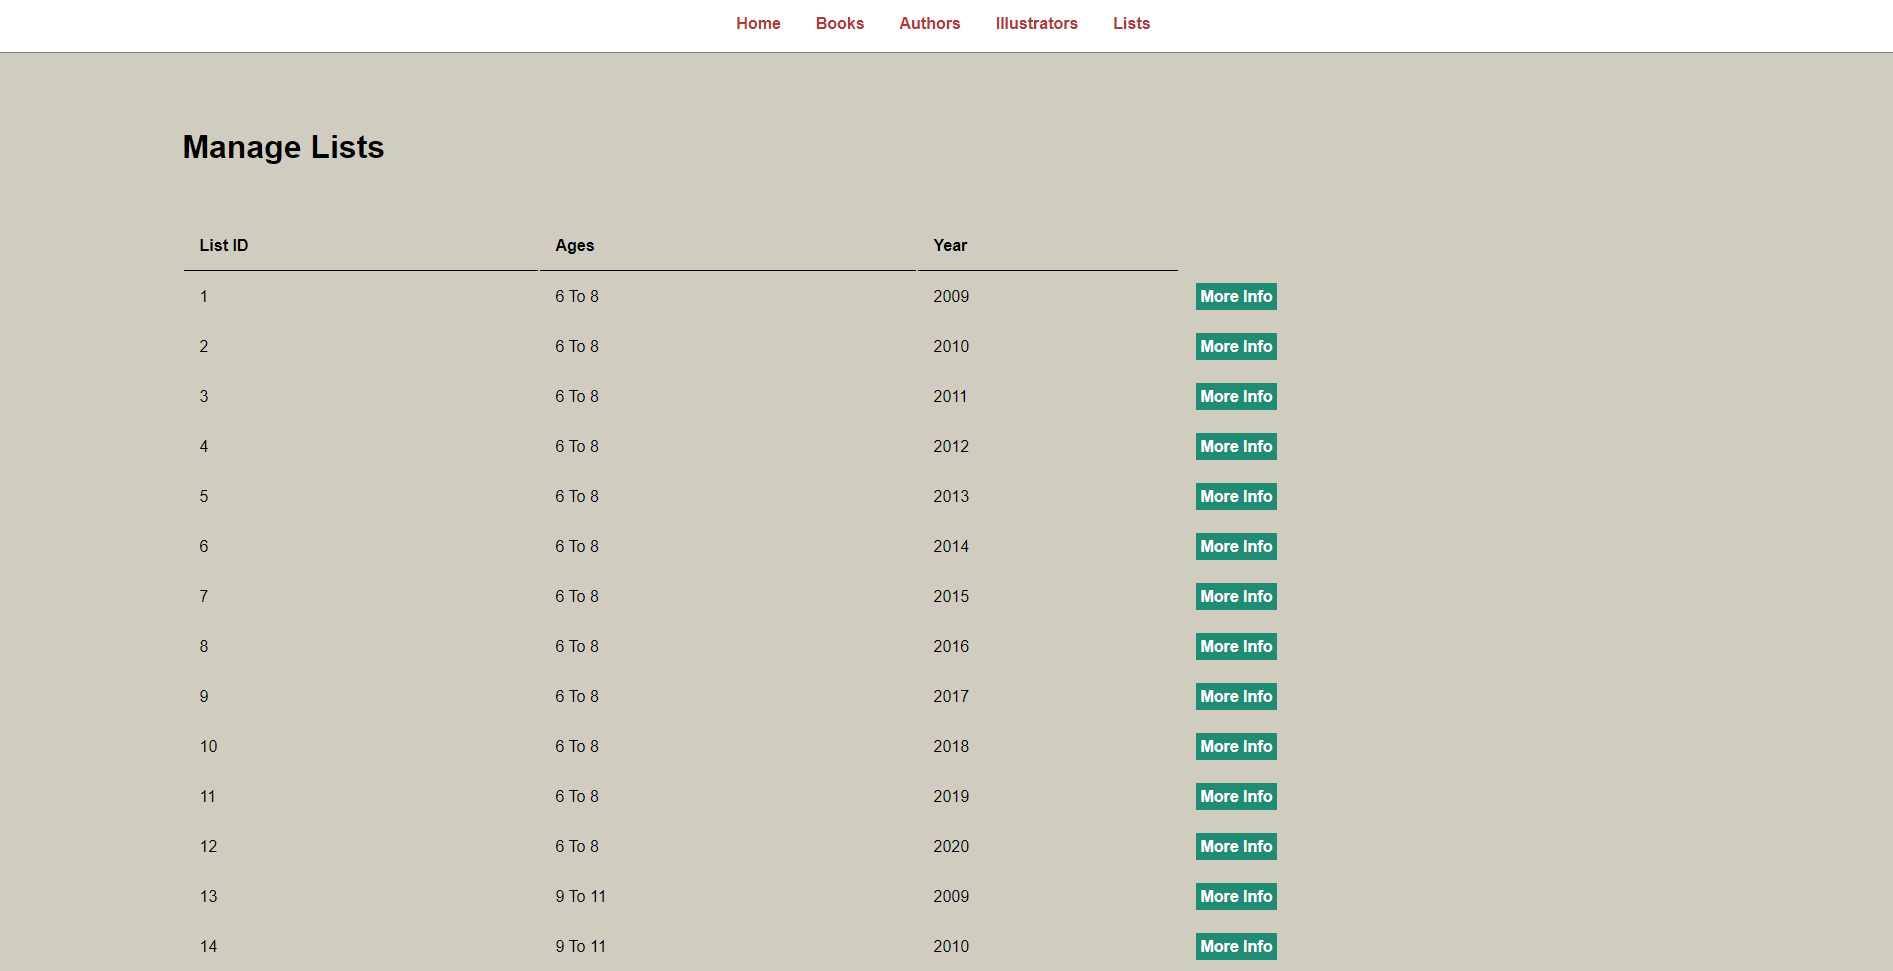 Home Books Authors Illustrators Lists
Manage Lists
List ID Ages Year
1 6 To 8 2009 More Info
2 6 To 8 2010 More Info
3 6 To 8 2011 More Info
4 6 To 8 2012 More Info
5 6 To 8 2013 More Info
6 6 To 8 2014 More Info
7 6 To 8 2015 More Info
8 6 To 8 2016 More Info
9 6 To 8 2017 More Info
10 6 To 8 2018 More Info
11 6 To 8 2019 More Info
12 6 To 8 2020 More Info
13 9 To 11 2009 More Info
14 9 To 11 2010 More Info